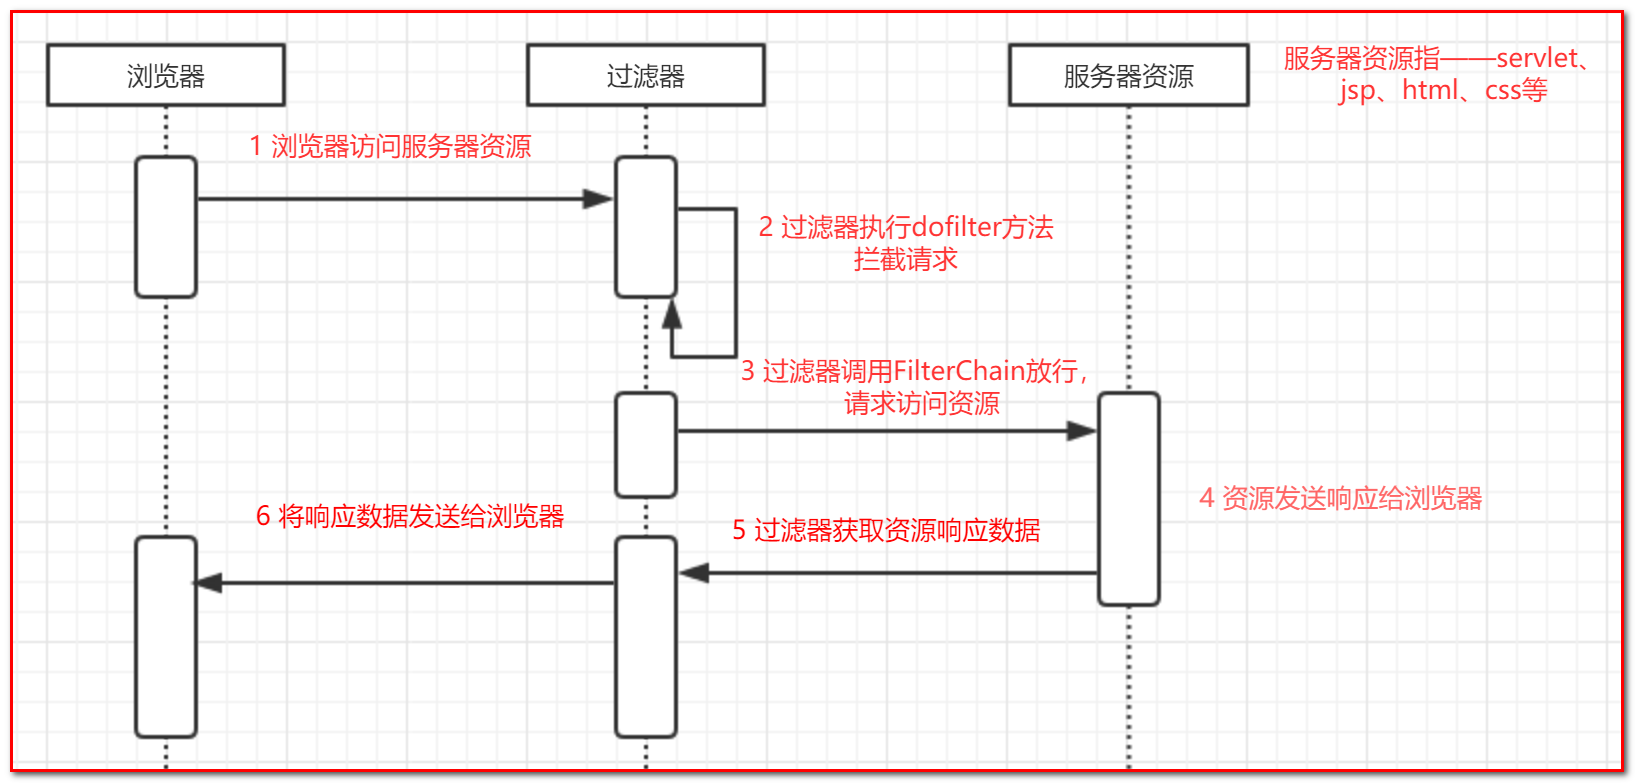 浏览器
过滤器
服务器资源
服务器资源指——servlet、
jsp、html、css等
1 浏览器访问服务器资源
2 过滤器执行dofilter方法
拦截请求
3 过滤器调用FilterChain放行，
请求访问资源
4 资源发送响应给浏览器
6 将响应数据发送给浏览器
5 过滤器获取资源响应数据